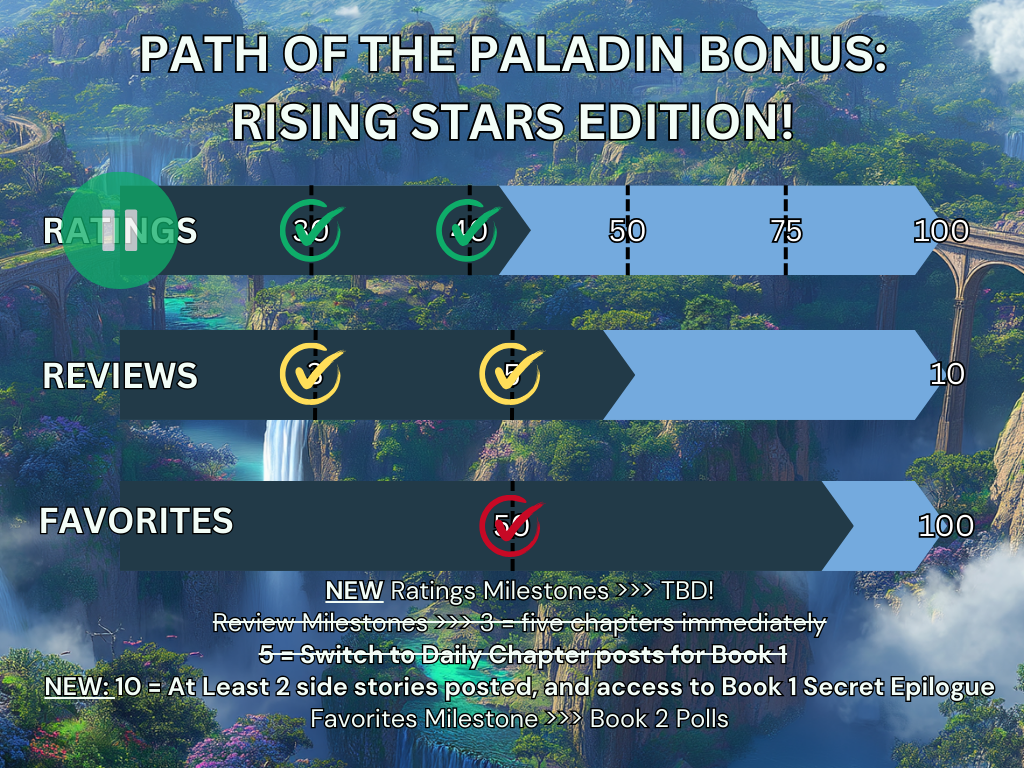 PATH OF THE PALADIN BONUS:
RISING STARS EDITION!
RATINGS 30 40 50 75 100
REVIEWS 3 5 10
FAVORITES 50 100
NEW Ratings Milestones >>> TBD!
Review Milestones >>> 3 = five chapters immediately
5 = Switch to Daily Chapter posts for Book 1
NEW: 10 = At Least 2 side stories posted, and access to Book 1 Secret Epilogue
Favorites Milestone >>> Book 2 Polls